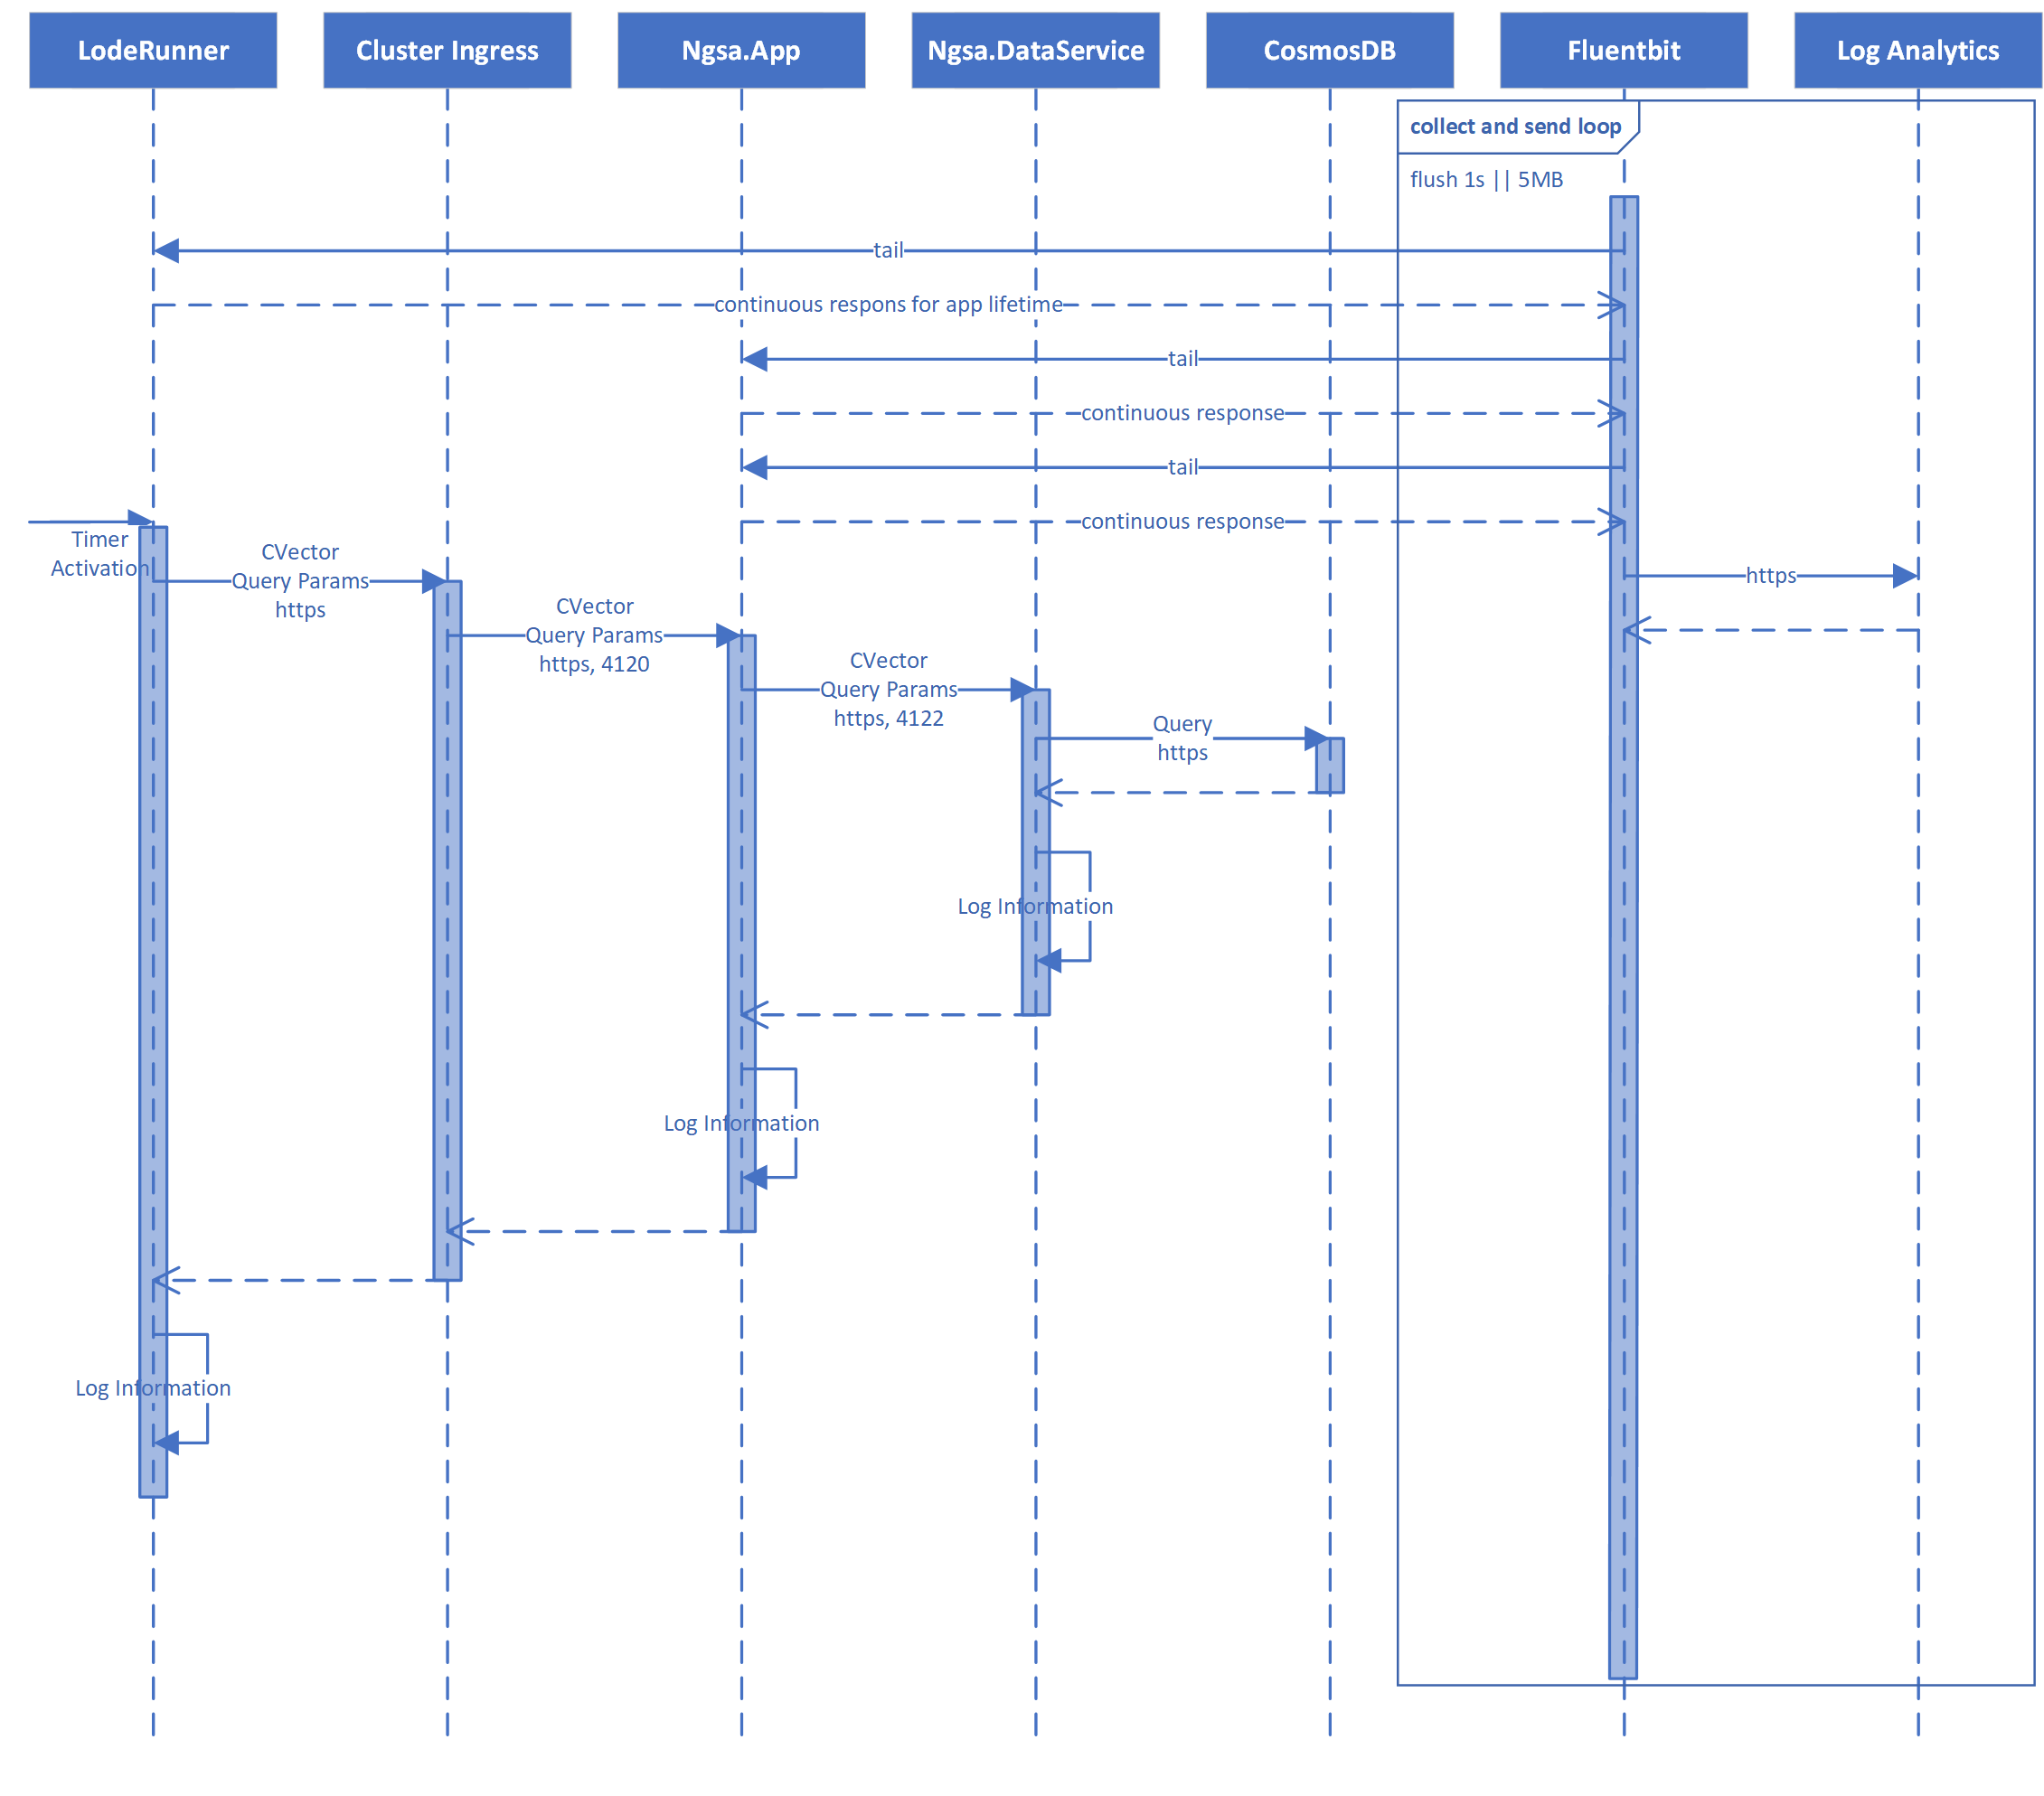 LodeRunner
Cluster Ingress
Ngsa.App
Ngsa.DataService
CosmosDB
Fluentbit
Log Analytics
collect and send loop
flush 1s || 5MB
tail
continuous respons for app lifetime
tail
continuous response
tail
continuous response
Timer
Activation
CVector
Query Params
https
https
CVector
Query Params
https, 4120
CVector
Query Params
https, 4122
Query
https
Log Information
Log Information
Log Information